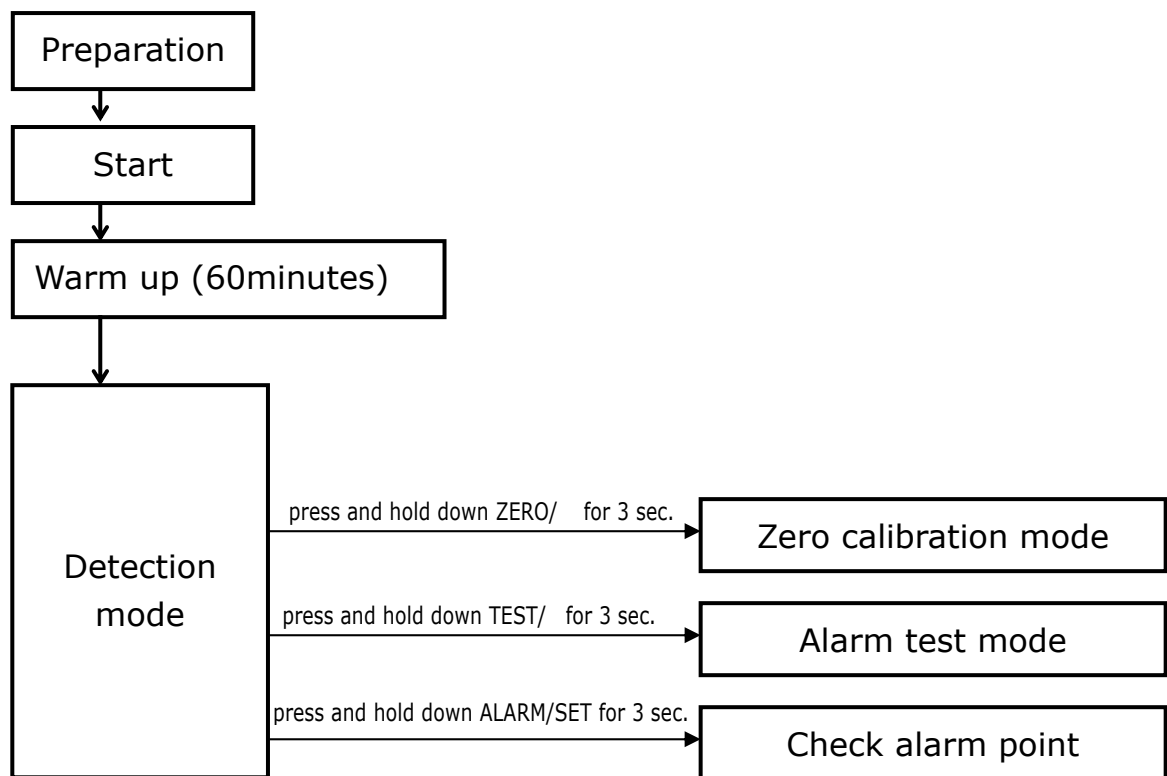 Preparation
Start
Warm up (60minutes)
Detection
mode
press and hold down ZERO/ for 3 sec.
Zero calibration mode
press and hold down TEST/ for 3 sec.
Alarm test mode
press and hold down ALARM/SET for 3 sec.
Check alarm point